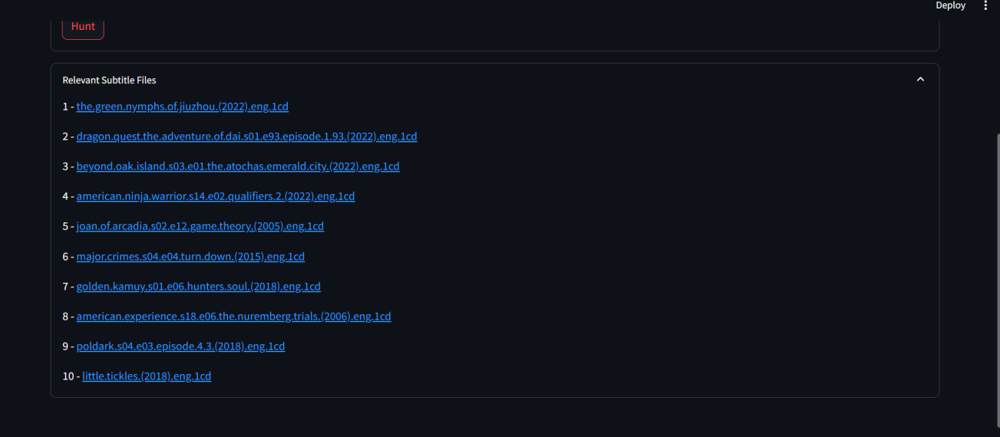 Deploy
Hunt
Relevant Subtitle Files
1 - the.green.nymphs.of.jiuzhou.(2022).eng.1cd
2 - dragon.quest.the.adventure.of.dai.s01.e93.episode.1.93.(2022).eng.1cd
3 - beyond.oak.island.s03.e01.the.atochas.emerald.city.(2022).eng.1cd
4 - american.ninja.warrior.s14.e02.qualifiers.2.(2022).eng.1cd
5 - joan.of.arcadia.s02.e12.game.theory.(2005).eng.1cd
6 - major.crimes.s04.e04.turn.down.(2015).eng.1cd
7 - golden.kamuy.s01.e06.hunters.soul.(2018).eng.1cd
8 - american.experience.s18.e06.the.nuremberg.trials.(2006).eng.1cd
9 - poldark.s04.e03.episode.4.3.(2018).eng.1cd
10 - little.tickles.(2018).eng.1cd